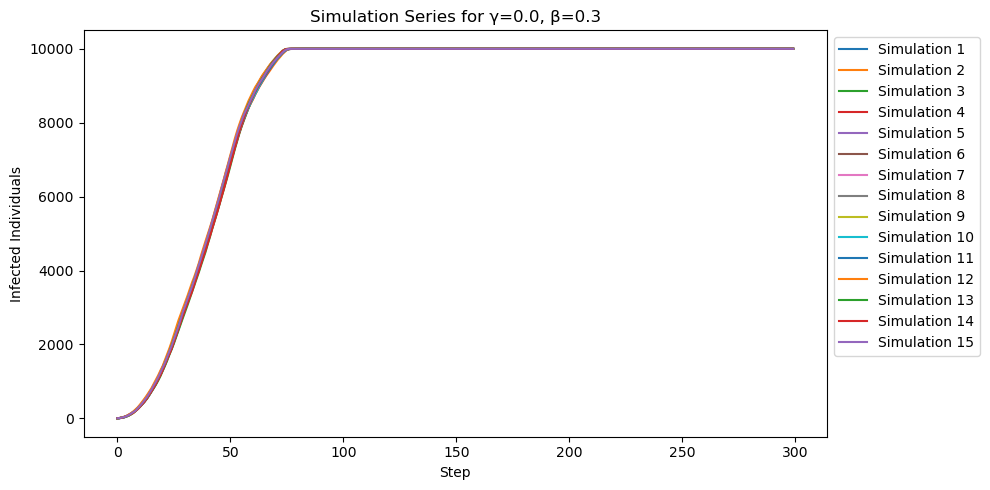 Simulation Series for γ=0.0, β=0.3
10000
8000
6000
4000
2000
0
Infected Individuals
0
50
100
150
200
250
300
Step
Simulation 1
Simulation 2
Simulation 3
Simulation 4
Simulation 5
Simulation 6
Simulation 7
Simulation 8
Simulation 9
Simulation 10
Simulation 11
Simulation 12
Simulation 13
Simulation 14
Simulation 15